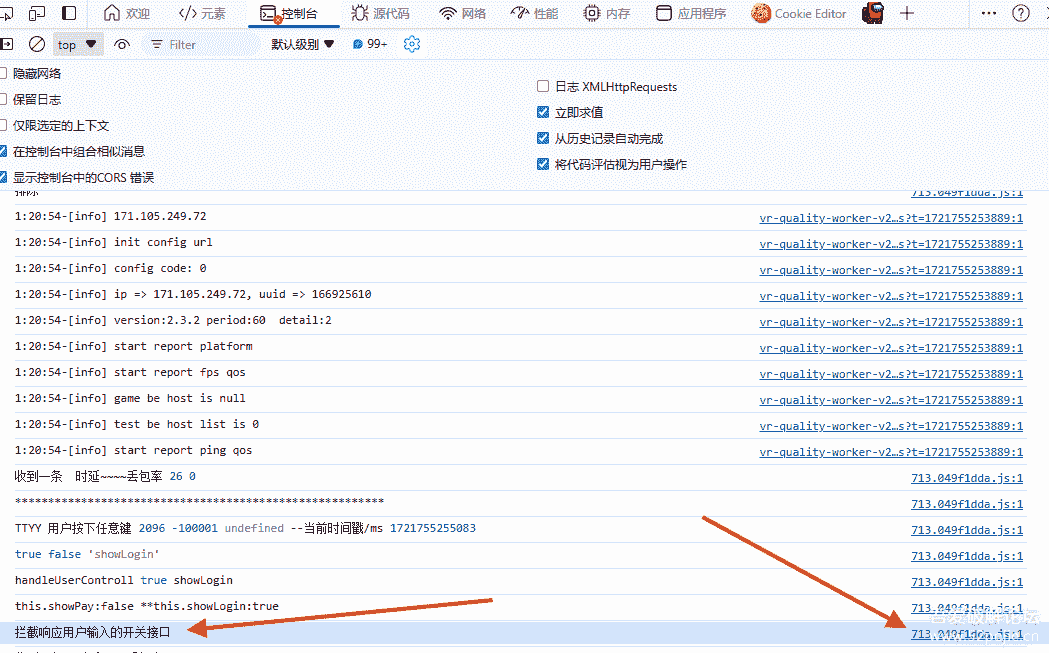 欢迎 元素 控制台 源代码 网络 性能 内存 应用程序 Cookie Editor
top Filter 默认级别 99+
隐藏网络
保留日志
仅限选定的上下文
在控制台中组合相似消息
显示控制台中的CORS 错误
日志 XMLHttpRequests
立即求值
从历史记录自动完成
将代码评估视为用户操作
排队 713.049f1dda.js:1
1:20:54-[info] 171.105.249.72 vr-quality-worker-v2…s?t=1721755253889:1
1:20:54-[info] init config url vr-quality-worker-v2…s?t=1721755253889:1
1:20:54-[info] config code: 0 vr-quality-worker-v2…s?t=1721755253889:1
1:20:54-[info] ip => 171.105.249.72, uuid => 166925610 vr-quality-worker-v2…s?t=1721755253889:1
1:20:54-[info] version:2.3.2 period:60 detail:2 vr-quality-worker-v2…s?t=1721755253889:1
1:20:54-[info] start report platform vr-quality-worker-v2…s?t=1721755253889:1
1:20:54-[info] start report fps qos vr-quality-worker-v2…s?t=1721755253889:1
1:20:54-[info] game be host is null vr-quality-worker-v2…s?t=1721755253889:1
1:20:54-[info] test be host list is 0 vr-quality-worker-v2…s?t=1721755253889:1
1:20:54-[info] start report ping qos vr-quality-worker-v2…s?t=1721755253889:1
收到一条 时延~~~~丢包率 26 0 713.049f1dda.js:1
******************************************************** 713.049f1dda.js:1
TTYY 用户按下任意键 2096 -100001 undefined --当前时间戳/ms 1721755255083 713.049f1dda.js:1
true false 'showLogin' 713.049f1dda.js:1
handleUserControll true showLogin 713.049f1dda.js:1
this.showPay:false **this.showLogin:true 713.049f1dda.js:1
拦截响应用户输入的开关接口 713.049f1dda.js:1
吾爱破解论坛